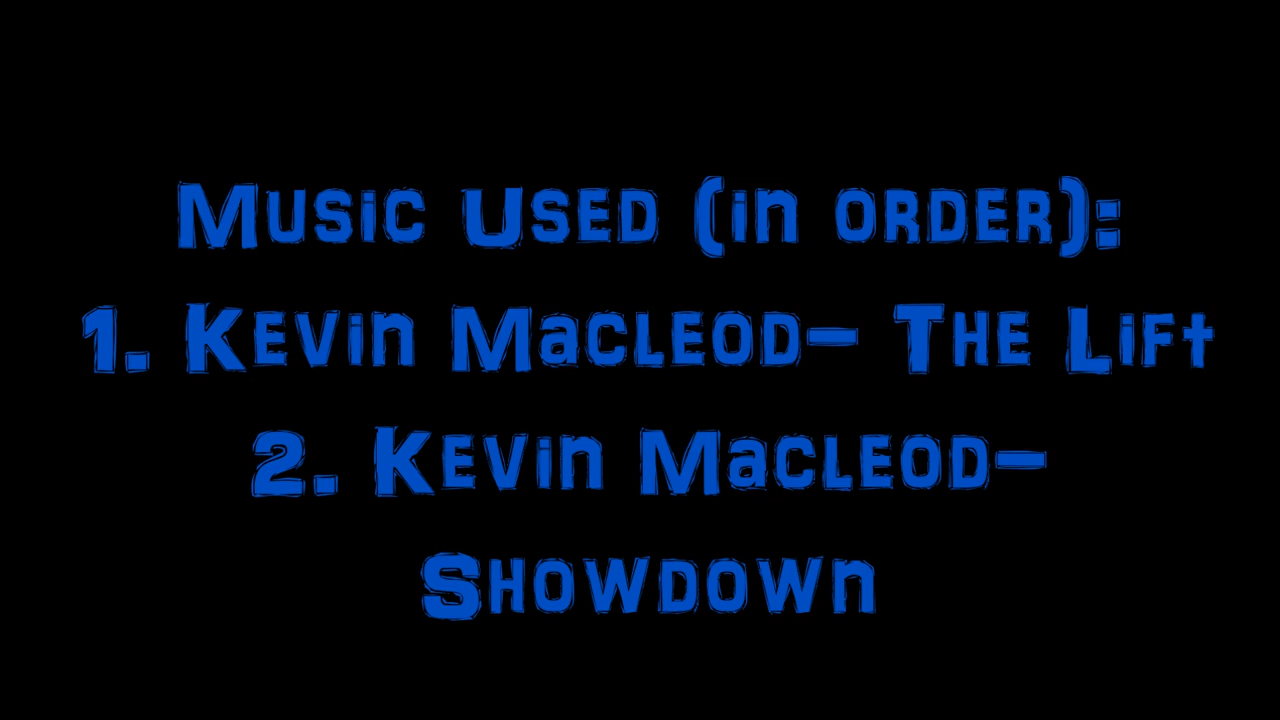 Music Used (in order):
1. Kevin Macleod- The Lift
2. Kevin Macleod-
Showdown